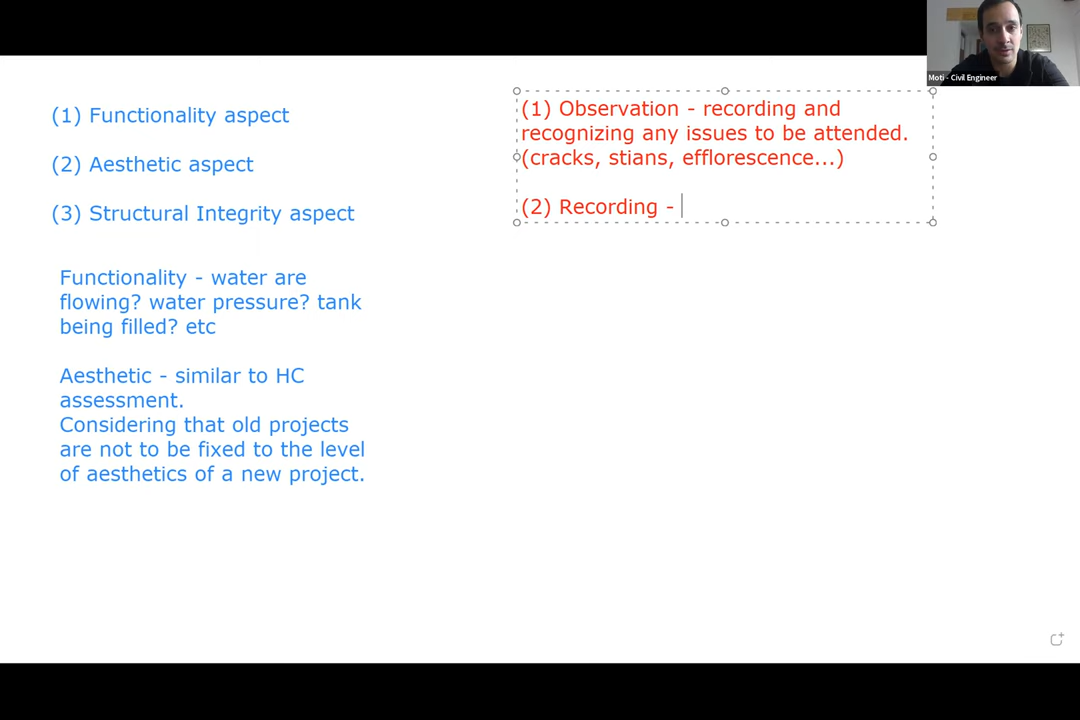 (1) Functionality aspect
(2) Aesthetic aspect
(3) Structural Integrity aspect
Functionality - water are
flowing? water pressure? tank
being filled? etc
Aesthetic - similar to HC
assessment.
Considering that old projects
are not to be fixed to the level
of aesthetics of a new project.
(1) Observation - recording and
recognizing any issues to be attended.
(cracks, stians, efflorescence...)
(2) Recording -
Moti - Civil Engineer